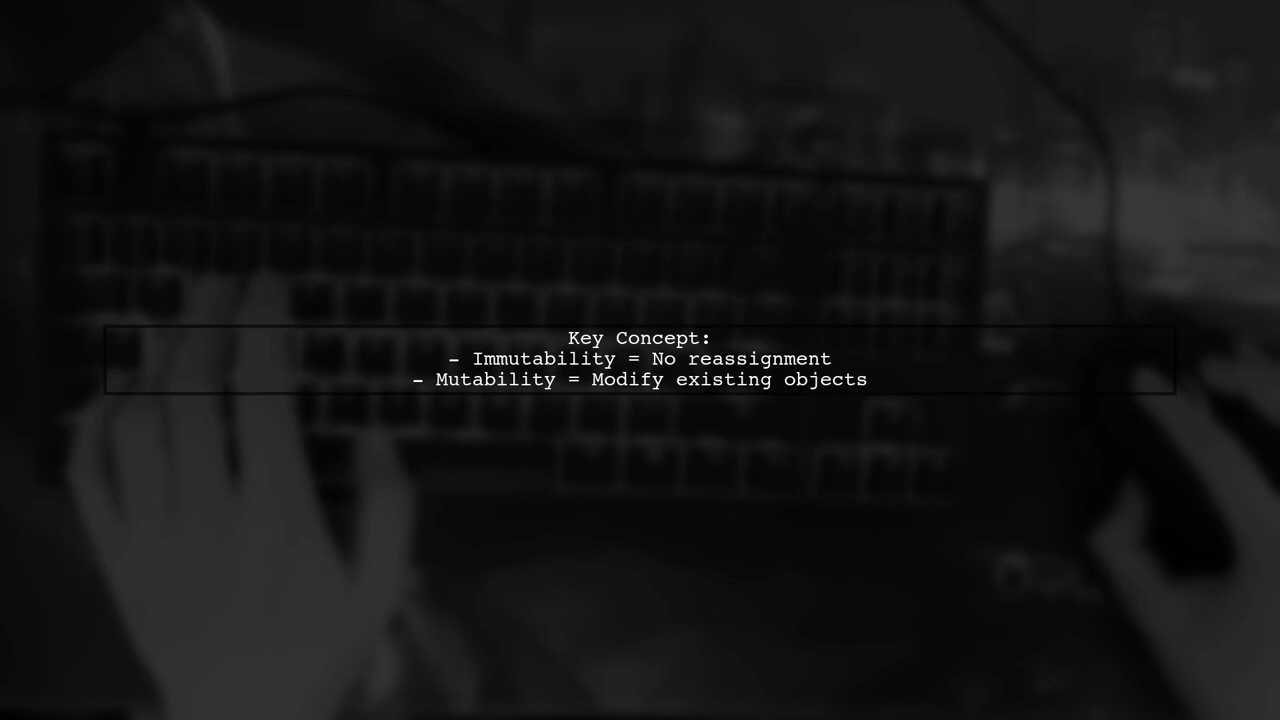 Key Concept:
- Immutability = No reassignment
- Mutability = Modify existing objects